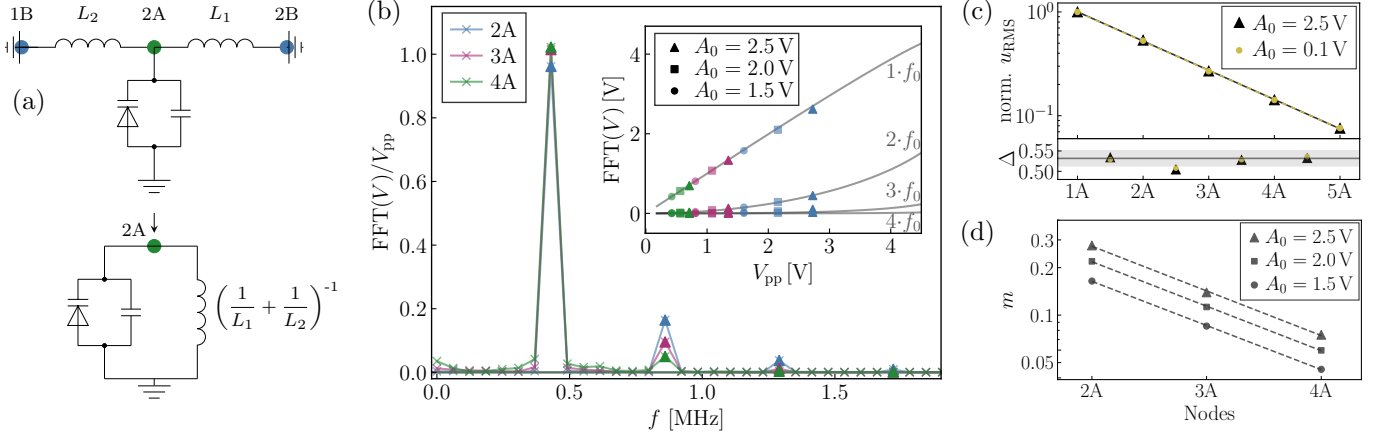 1B L₂ 2A L₁ 2B
(a)
2A
(1/L₁ + 1/L₂)⁻¹
(b)
FFT(V)/Vpp
1.0
0.8
0.6
0.4
0.2
0.0
0.0 0.5 1.0 1.5
f [MHz]
2A
3A
4A
FFT(V) [V]
4
2
0
0 1 2 3 4
Vpp [V]
A₀ = 2.5 V
A₀ = 2.0 V
A₀ = 1.5 V
1·f₀
2·f₀
3·f₀
4·f₀
(c)
norm. uRMS
10⁰
10⁻¹
A₀ = 2.5 V
A₀ = 0.1 V
Δ
0.55
0.50
1A 2A 3A 4A 5A
(d)
m
0.3
0.2
0.1
0.05
A₀ = 2.5 V
A₀ = 2.0 V
A₀ = 1.5 V
2A 3A 4A
Nodes